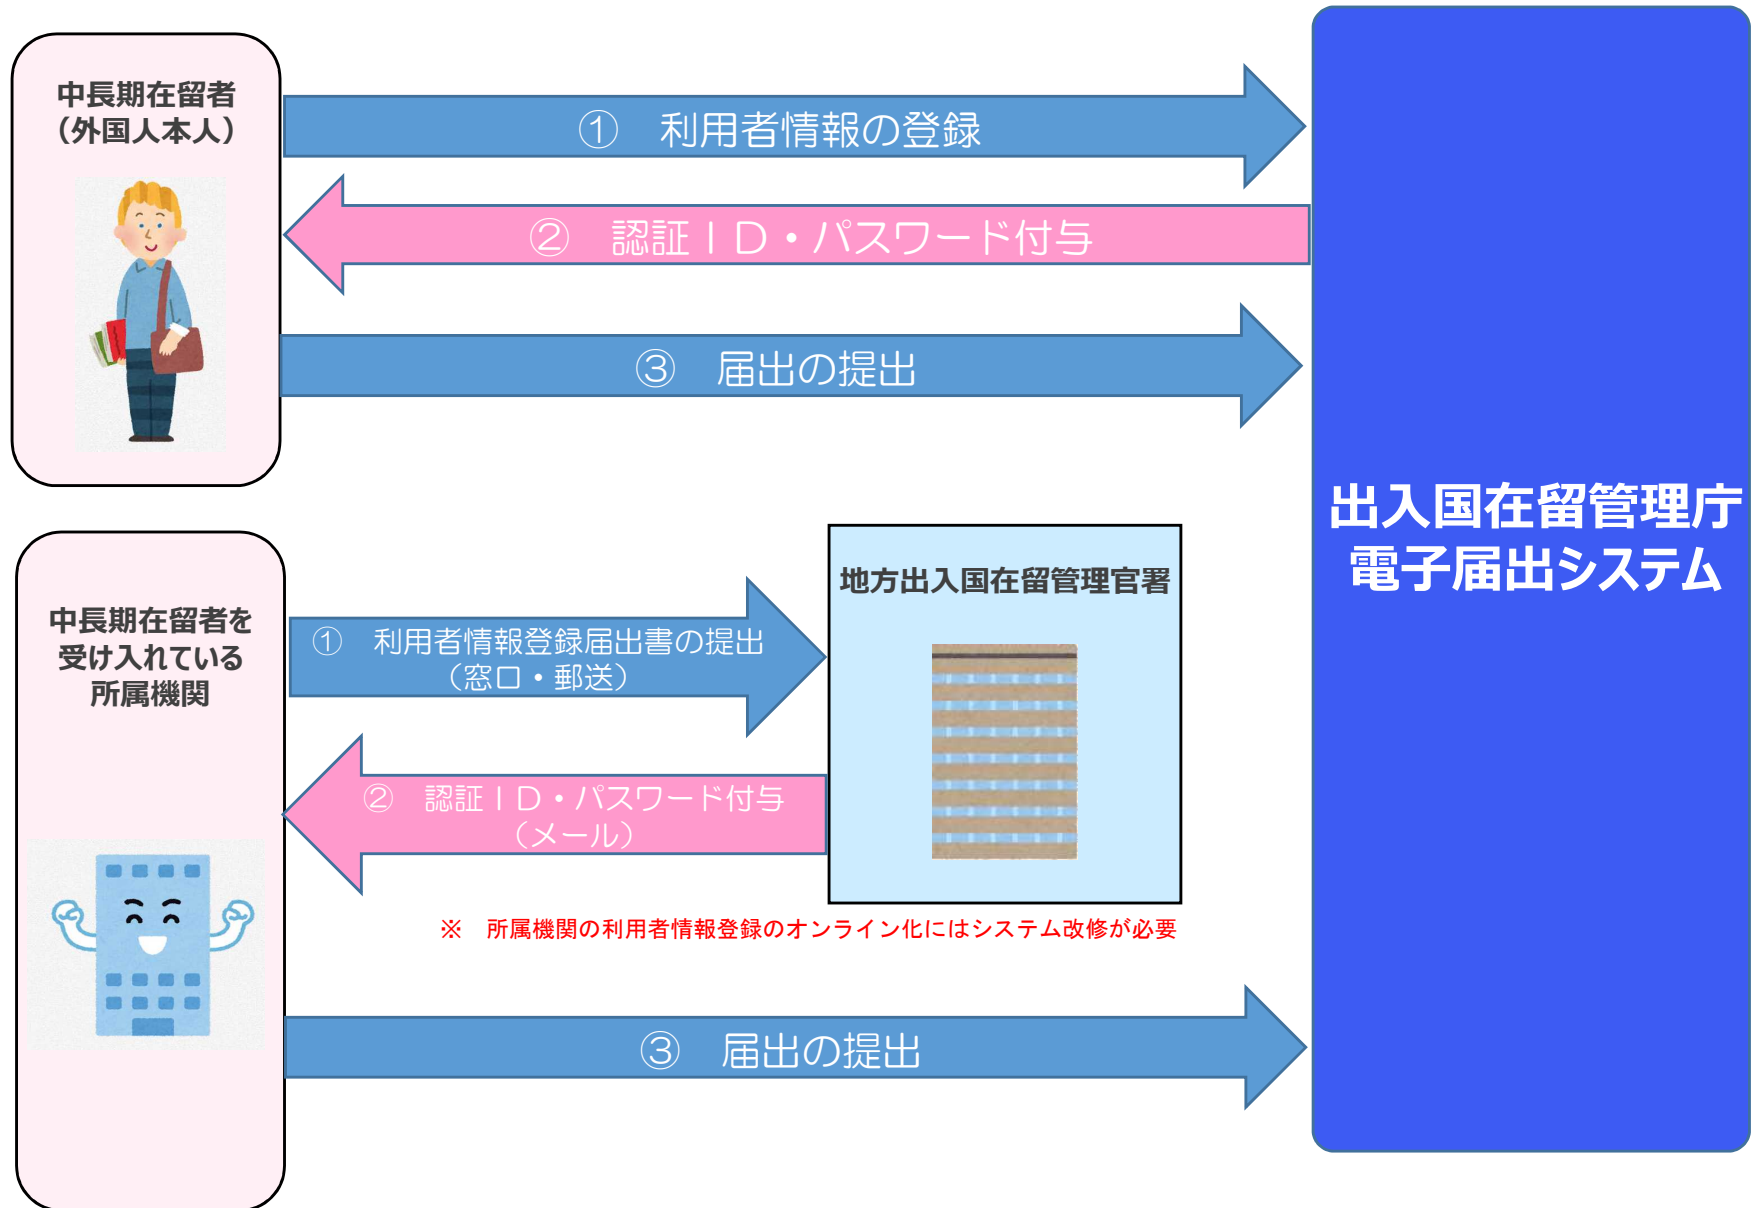 中長期在留者
（外国人本人）
①　利用者情報の登録
②　認証ＩＤ・パスワード付与
③　届出の提出
出入国在留管理庁
電子届出システム
中長期在留者を
受け入れている
所属機関
①　利用者情報登録届出書の提出
（窓口・郵送）
地方出入国在留管理官署
②　認証ＩＤ・パスワード付与
（メール）
※　所属機関の利用者情報登録のオンライン化にはシステム改修が必要
③　届出の提出